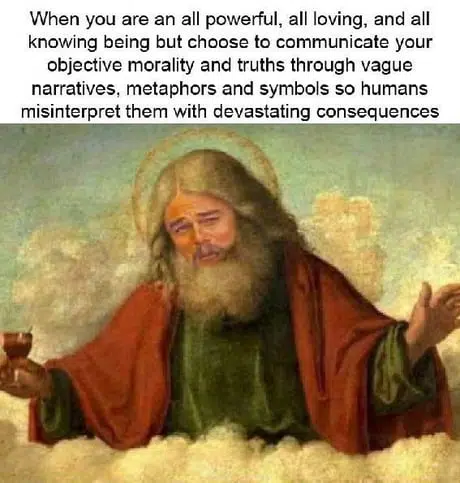 When you are an all powerful, all loving, and all
knowing being but choose to communicate your
objective morality and truths through vague
narratives, metaphors and symbols so humans
misinterpret them with devastating consequences